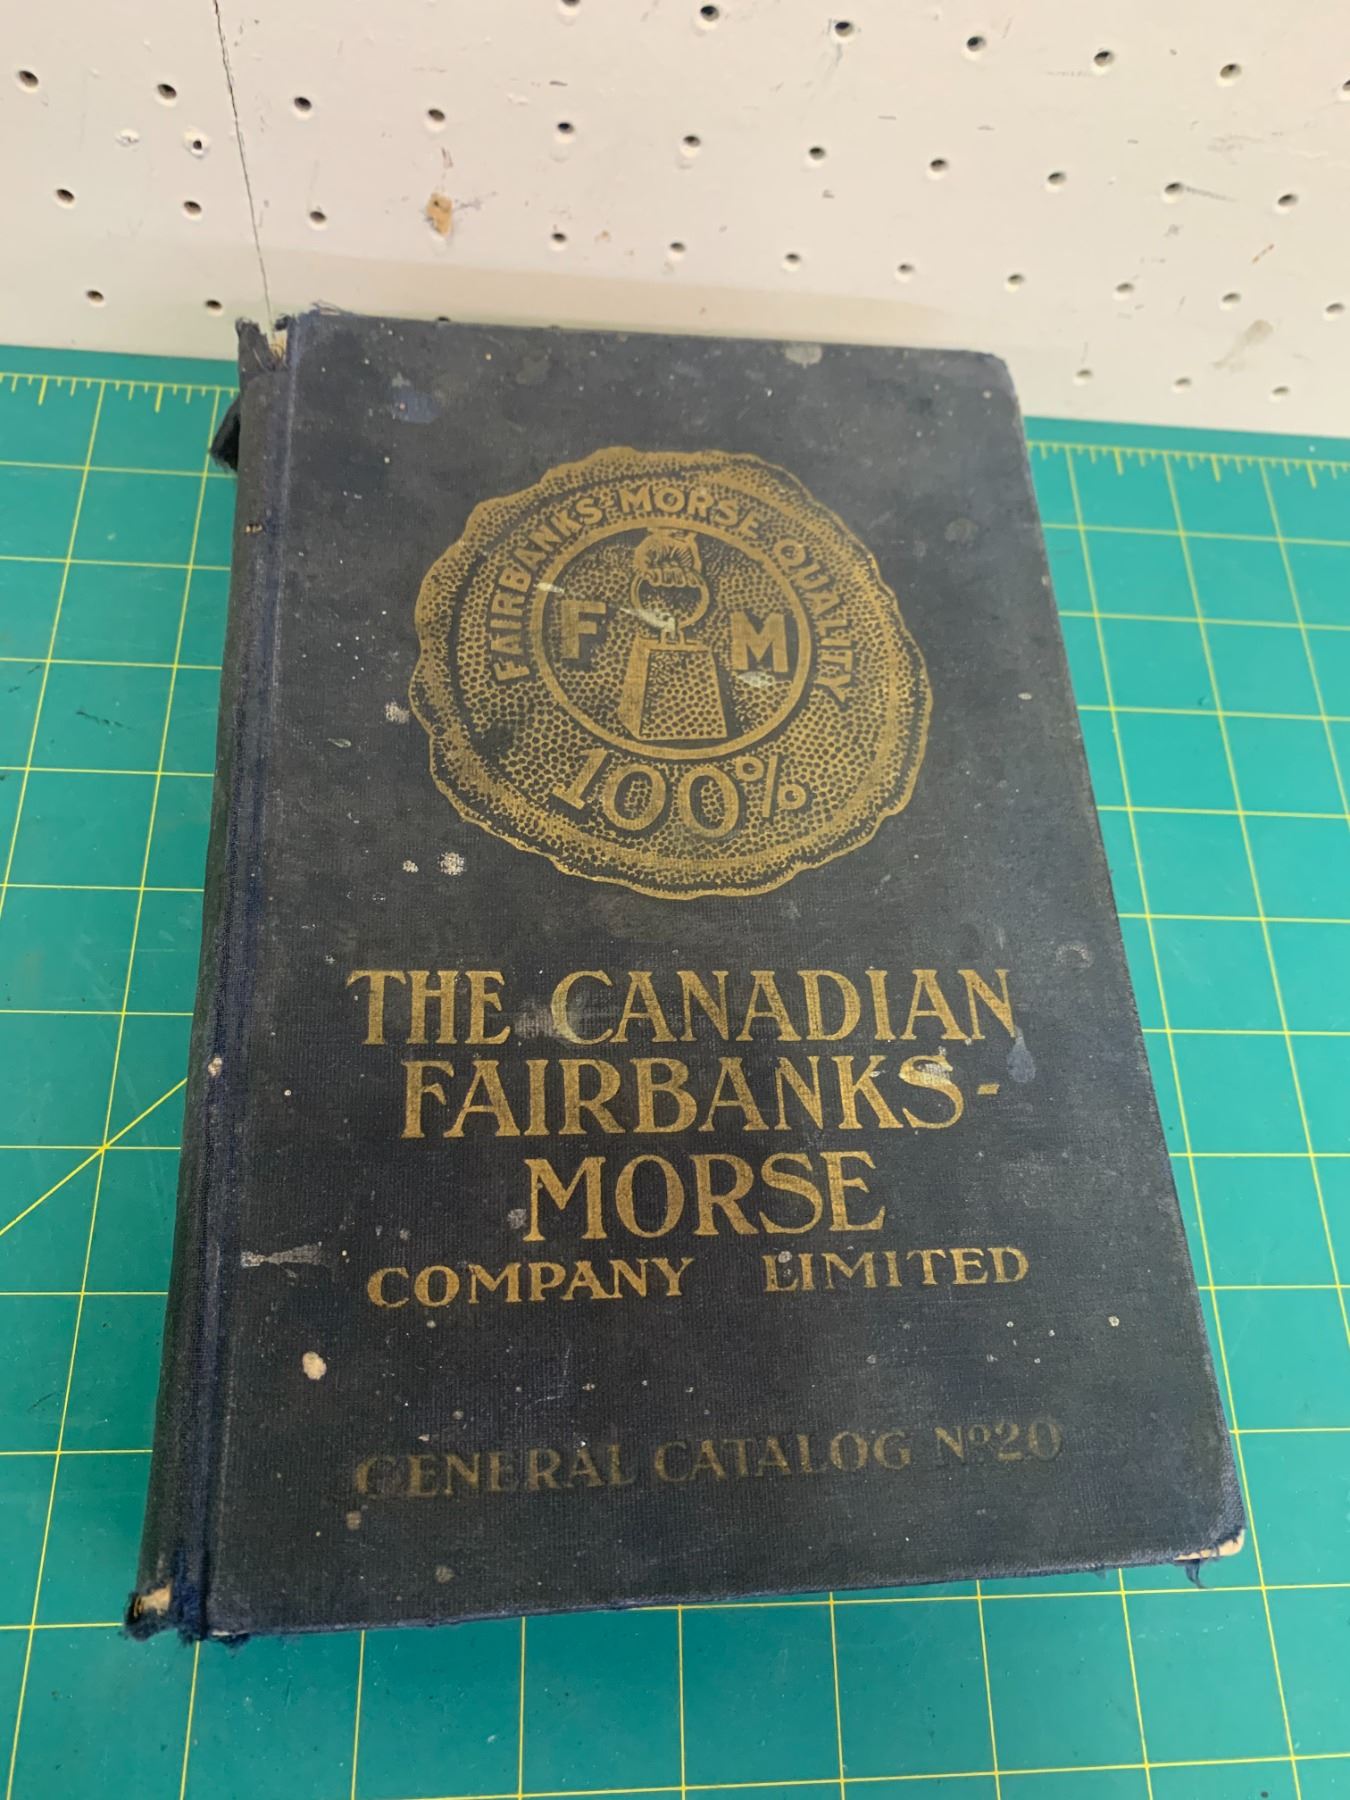 FAIRBANKS-MORSE QUALITY
F M
100%
THE CANADIAN
FAIRBANKS-
MORSE
COMPANY LIMITED
GENERAL CATALOG Nº20